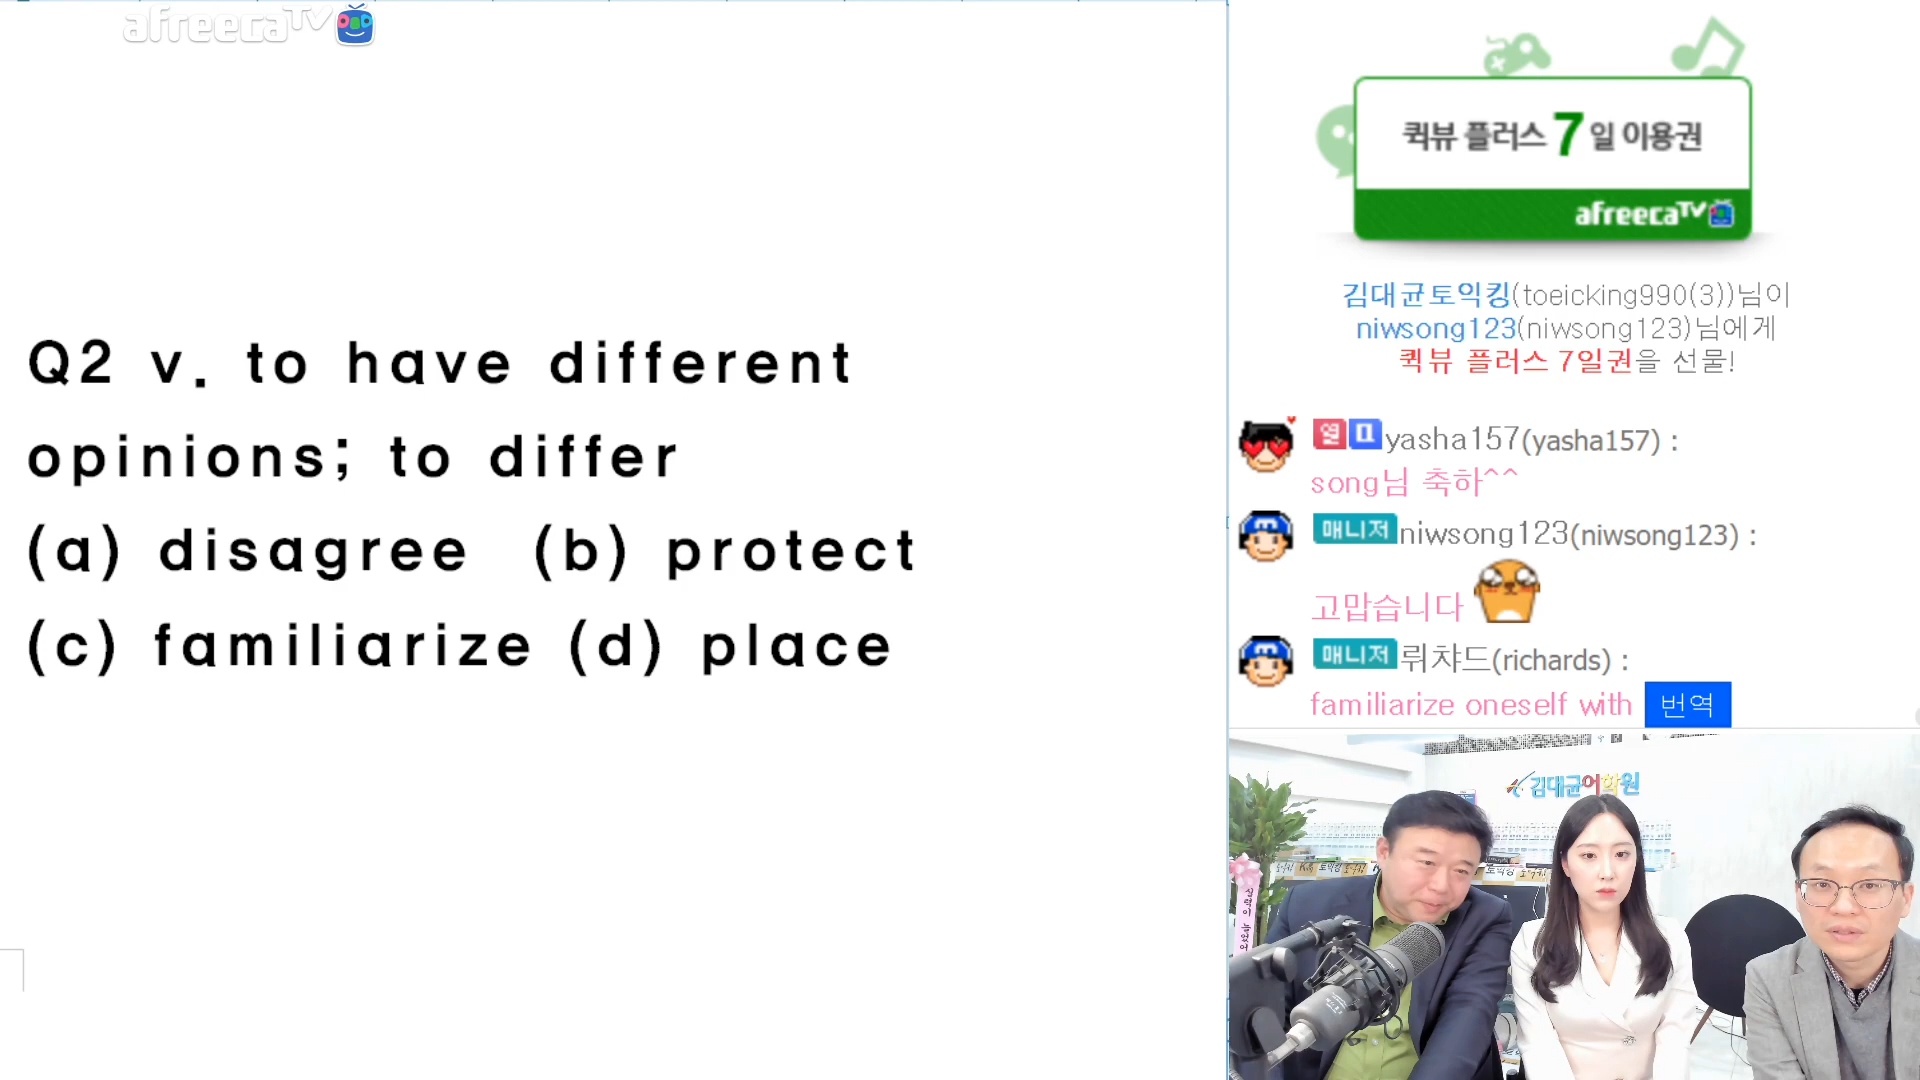 afreecaTV
Q2 v. to have different
opinions; to differ
(a) disagree (b) protect
(c) familiarize (d) place
퀵뷰 플러스 7일 이용권
afreecaTV
김대균토익킹(toeicking990(3))님이
niwsong123(niwsong123)님에게
퀵뷰 플러스 7일권을 선물!
열 yasha157(yasha157) :
song님 축하^^
매니저 niwsong123(niwsong123) :
고맙습니다
매니저 뤼챠드(richards) :
familiarize oneself with 번역
김대균어학원